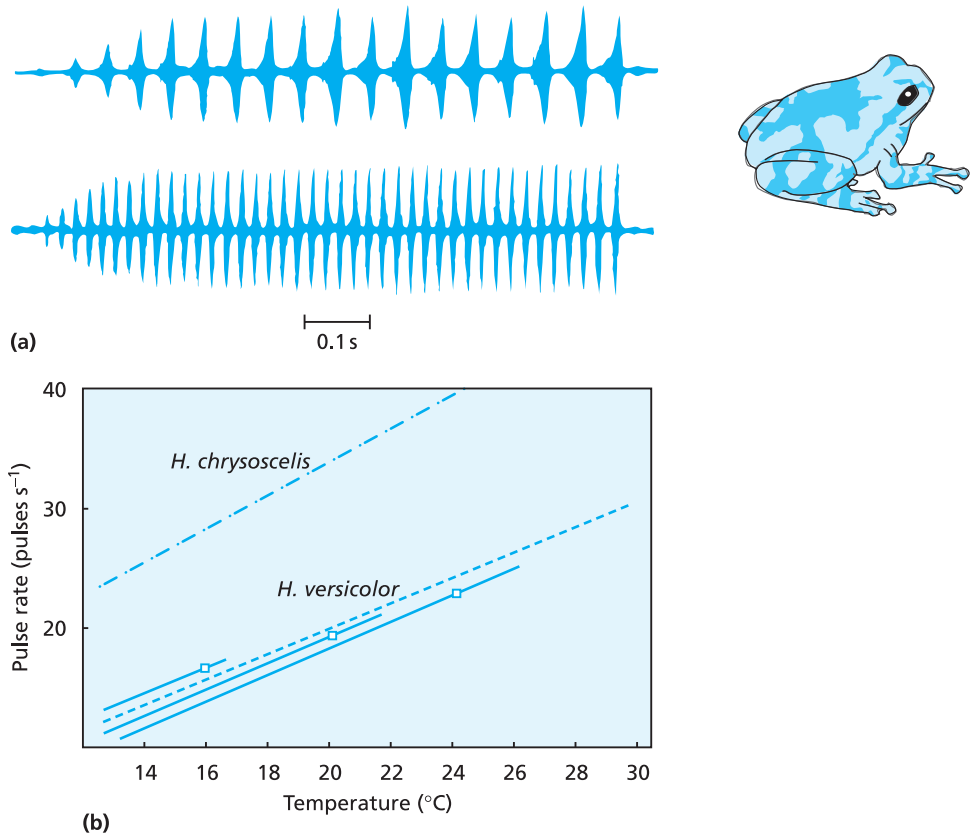 0.1 s
(a)
40
30
20
Pulse rate (pulses s⁻¹)
H. chrysoscelis
H. versicolor
14 16 18 20 22 24 26 28 30
Temperature (°C)
(b)